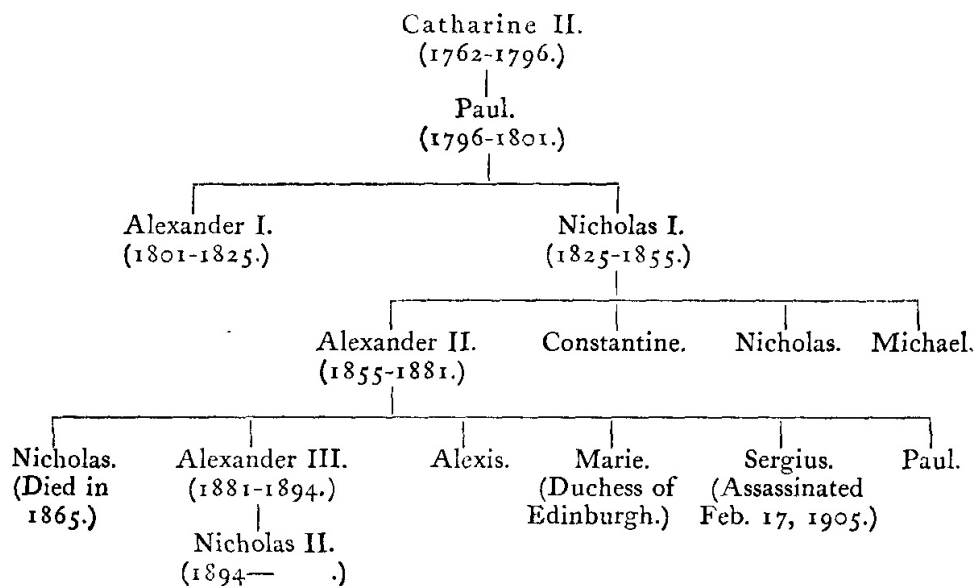 Catharine II.
(1762-1796.)
Paul.
(1796-1801.)
Alexander I.
(1801-1825.)
Nicholas I.
(1825-1855.)
Alexander II.
(1855-1881.)
Constantine.
Nicholas.
Michael.
Nicholas.
(Died in
1865.)
Alexander III.
(1881-1894.)
Nicholas II.
(1894— .)
Alexis.
Marie.
(Duchess of
Edinburgh.)
Sergius.
(Assassinated
Feb. 17, 1905.)
Paul.